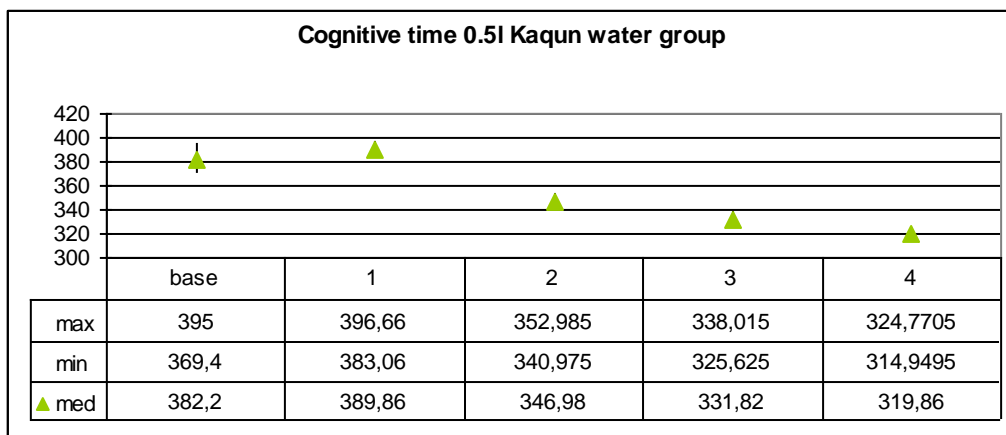 Cognitive time 0.5l Kaqun water group
420
400
380
360
340
320
300
base 1 2 3 4
max 395 396,66 352,985 338,015 324,7705
min 369,4 383,06 340,975 325,625 314,9495
med 382,2 389,86 346,98 331,82 319,86